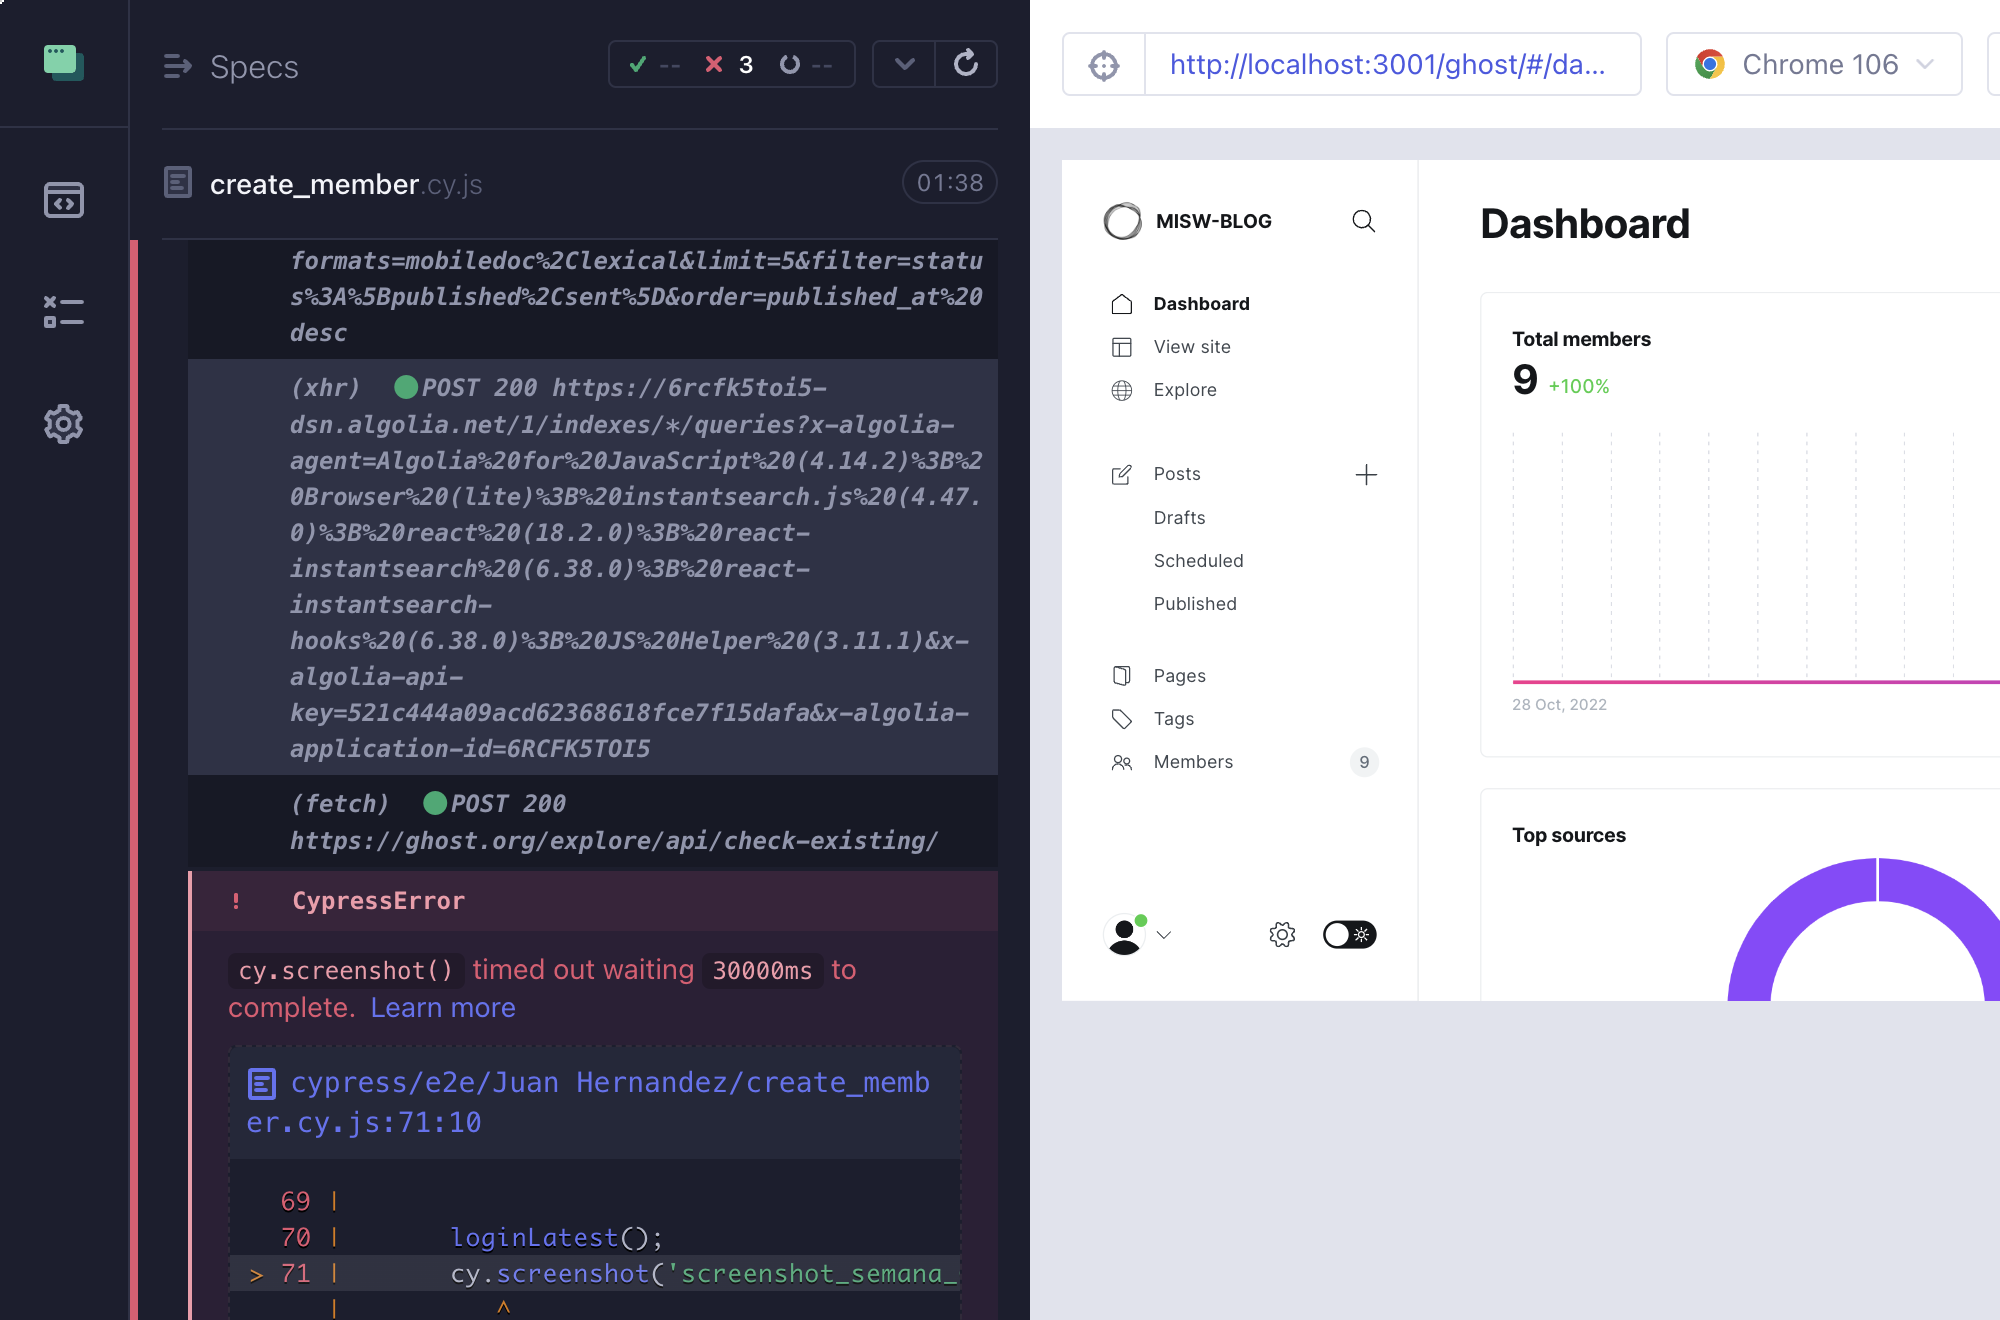 Specs
-- 3 --
create_member.cy.js
01:38
formats=mobiledoc%2Clexical&limit=5&filter=statu
s%3A%5Bpublished%2Csent%5D&order=published_at%20
desc
(xhr) POST 200 https://6rcfk5toi5-
dsn.algolia.net/1/indexes/*/queries?x-algolia-
agent=Algolia%20for%20JavaScript%20(4.14.2)%3B%2
0Browser%20(lite)%3B%20instantsearch.js%20(4.47.
0)%3B%20react%20(18.2.0)%3B%20react-
instantsearch%20(6.38.0)%3B%20react-
instantsearch-
hooks%20(6.38.0)%3B%20JS%20Helper%20(3.11.1)&x-
algolia-api-
key=521c444a09acd62368618fce7f15dafa&x-algolia-
application-id=6RCFK5TOI5
(fetch) POST 200
https://ghost.org/explore/api/check-existing/
! CypressError
cy.screenshot() timed out waiting 30000ms to
complete. Learn more
cypress/e2e/Juan Hernandez/create_memb
er.cy.js:71:10
69 |
70 | loginLatest();
> 71 | cy.screenshot('screenshot_semana_
| ^
http://localhost:3001/ghost/#/da...
Chrome 106
MISW-BLOG
Dashboard
View site
Explore
Posts
Drafts
Scheduled
Published
Pages
Tags
Members 9
Dashboard
Total members
9 +100%
28 Oct, 2022
Top sources